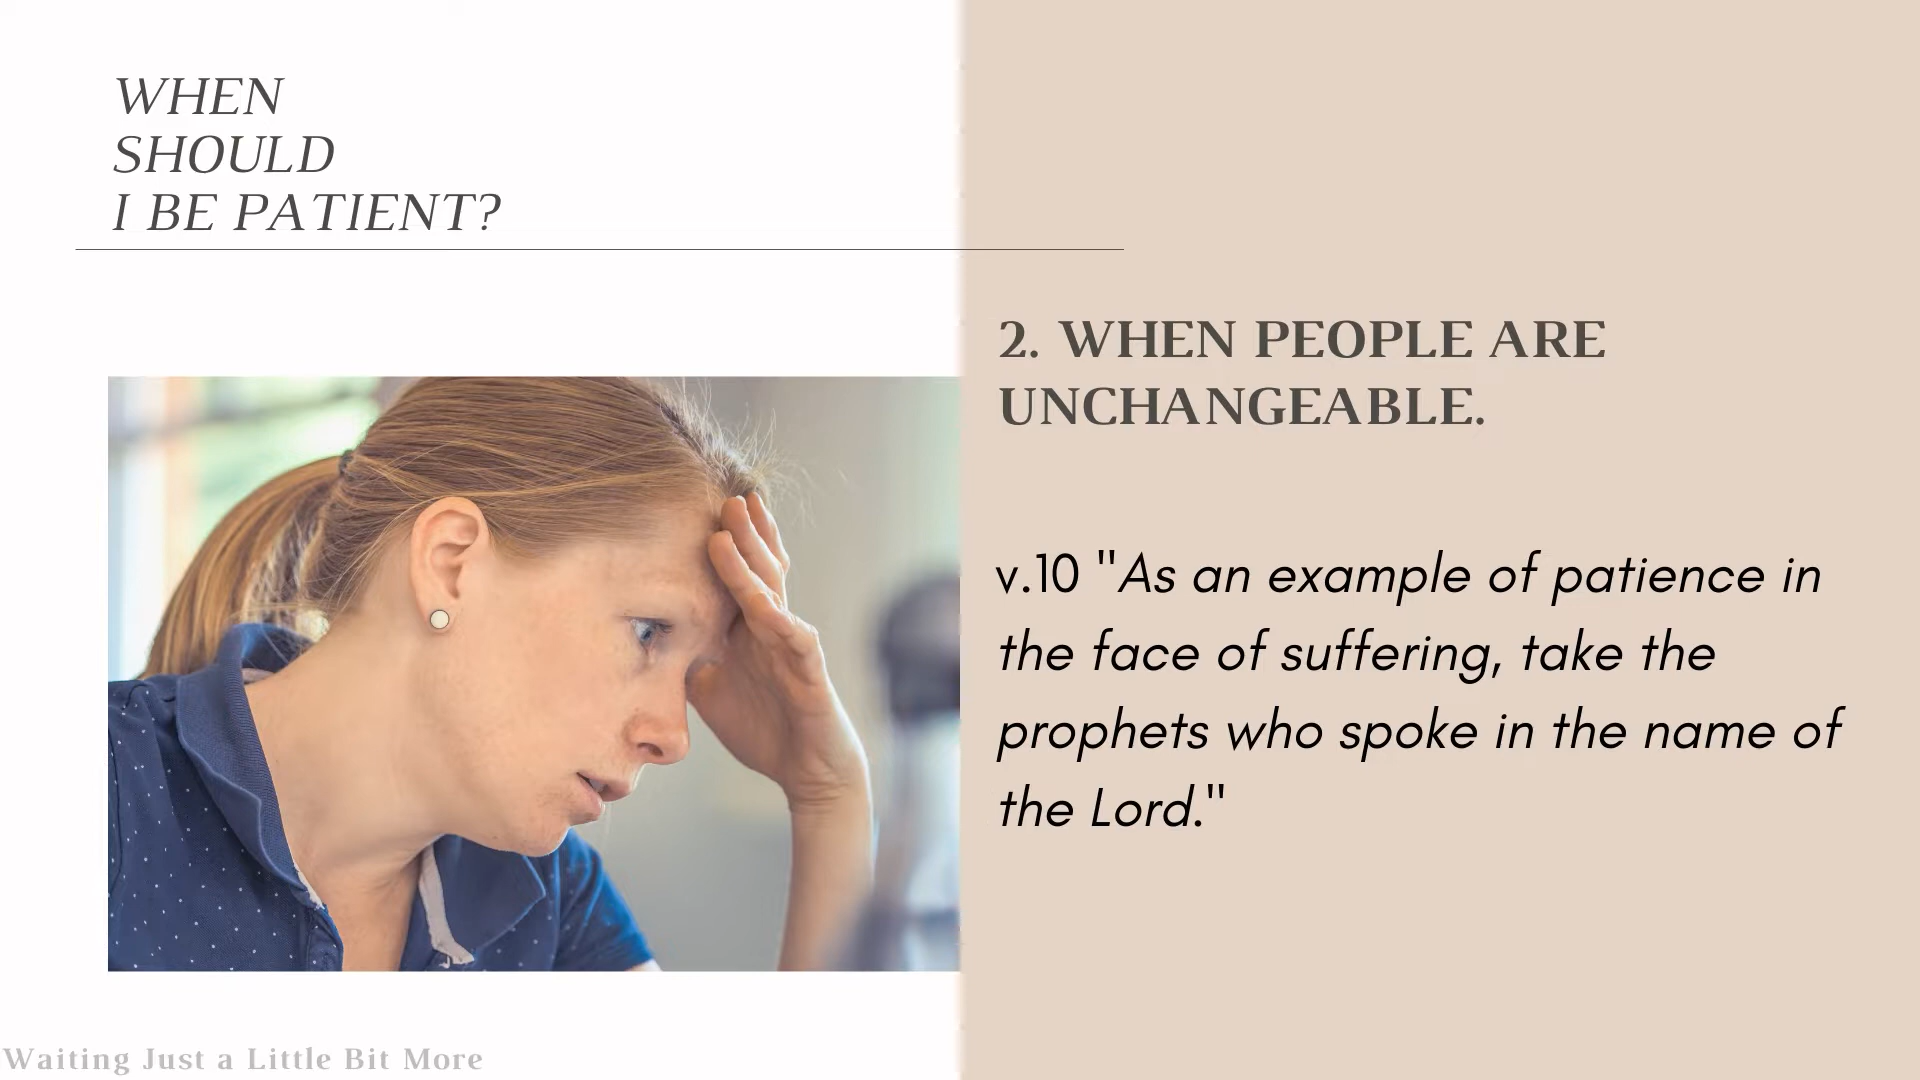 WHEN
SHOULD
I BE PATIENT?
2. WHEN PEOPLE ARE
UNCHANGEABLE.
v.10 "As an example of patience in
the face of suffering, take the
prophets who spoke in the name of
the Lord."
Waiting Just a Little Bit More